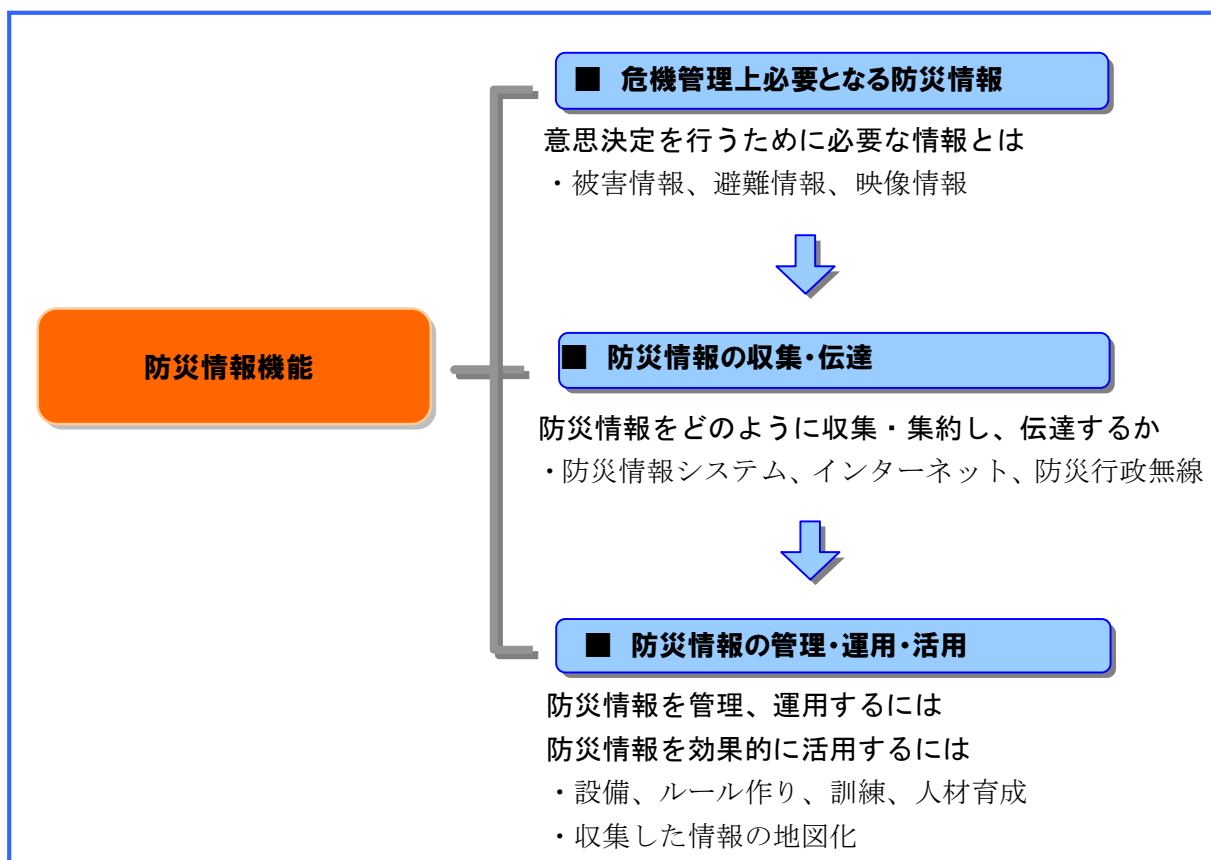 ■ 危機管理上必要となる防災情報
意思決定を行うために必要な情報とは
・被害情報、避難情報、映像情報
防災情報機能
■ 防災情報の収集・伝達
防災情報をどのように収集・集約し、伝達するか
・防災情報システム、インターネット、防災行政無線
■ 防災情報の管理・運用・活用
防災情報を管理、運用するには
防災情報を効果的に活用するには
・設備、ルール作り、訓練、人材育成
・収集した情報の地図化